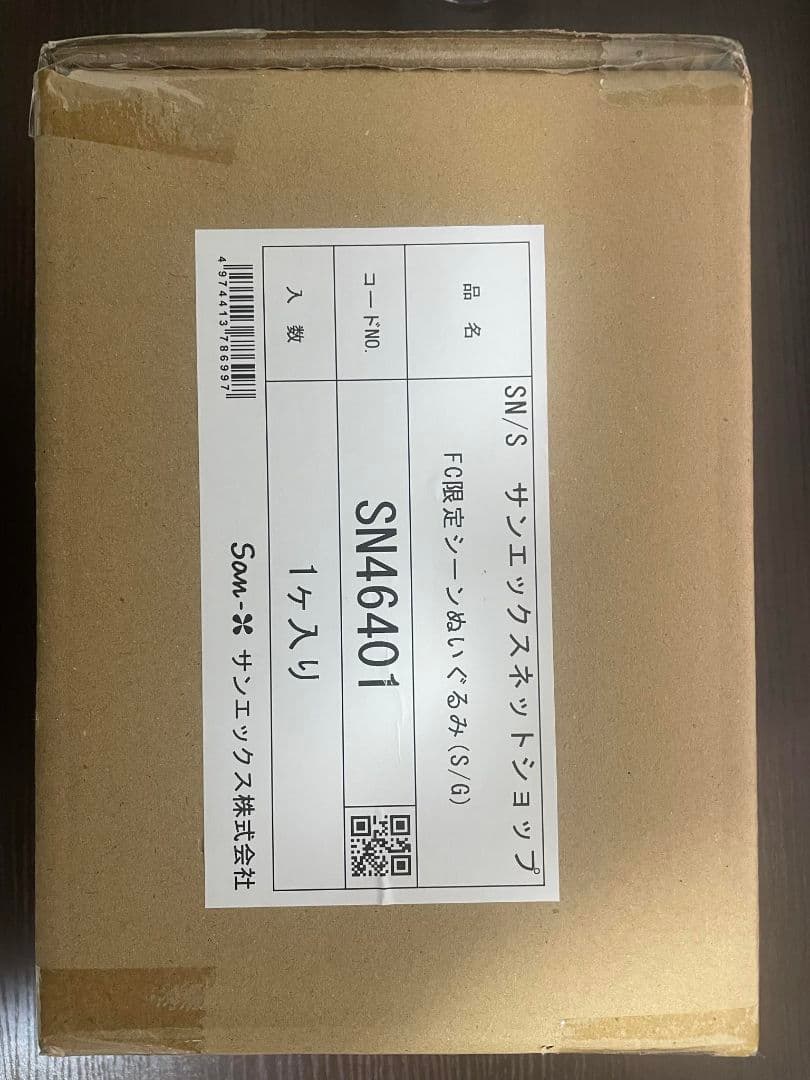 品 名
SN/S サンエックスネットショップ
FC限定シーンぬいぐるみ(S/G)
コードNO.
SN46401
入 数
1ヶ入り
4974413786997
San-X サンエックス株式会社